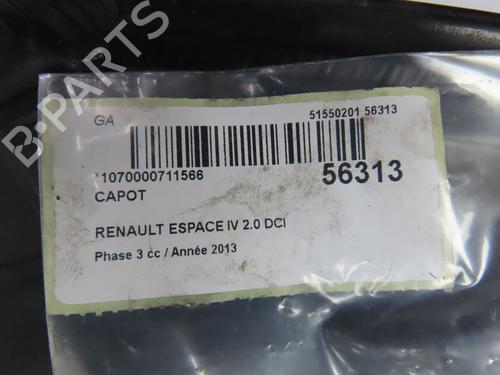 B-PARTS
GA
51550201 56313
*1070000711566
56313
CAPOT
RENAULT ESPACE IV 2.0 DCI
Phase 3 cc / Année 2013